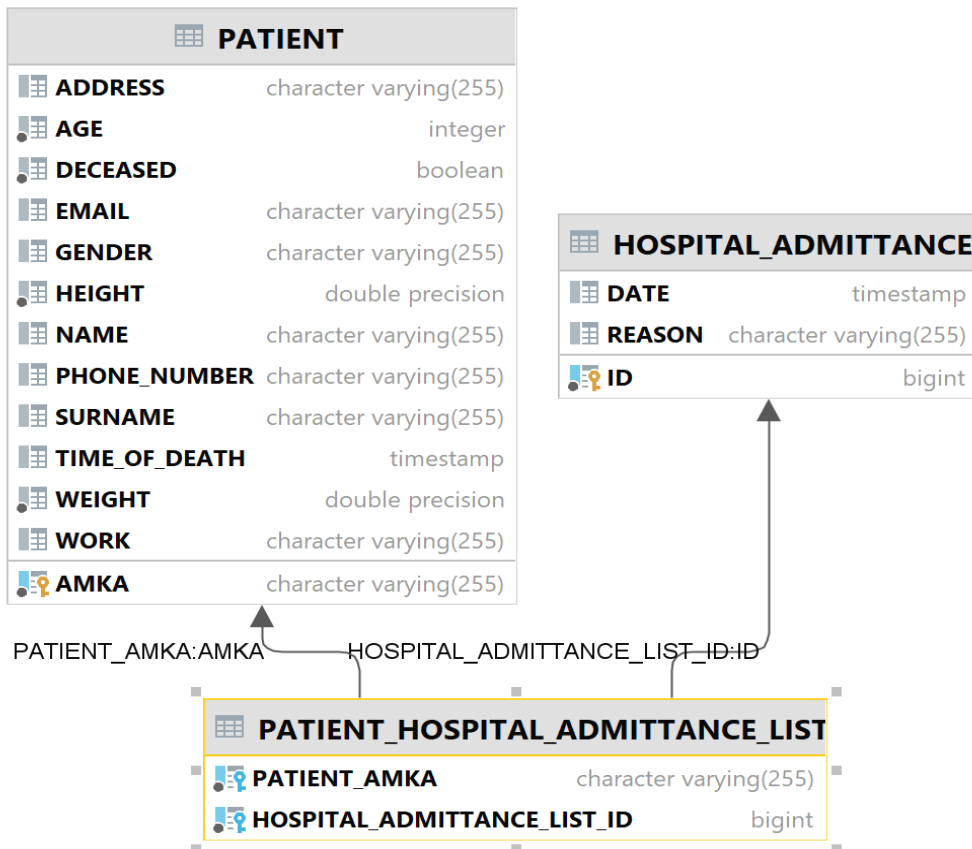 PATIENT
ADDRESS character varying(255)
AGE integer
DECEASED boolean
EMAIL character varying(255)
GENDER character varying(255)
HEIGHT double precision
NAME character varying(255)
PHONE_NUMBER character varying(255)
SURNAME character varying(255)
TIME_OF_DEATH timestamp
WEIGHT double precision
WORK character varying(255)
AMKA character varying(255)
HOSPITAL_ADMITTANCE
DATE timestamp
REASON character varying(255)
ID bigint
PATIENT_AMKA:AMKA
HOSPITAL_ADMITTANCE_LIST_ID:ID
PATIENT_HOSPITAL_ADMITTANCE_LIST
PATIENT_AMKA character varying(255)
HOSPITAL_ADMITTANCE_LIST_ID bigint